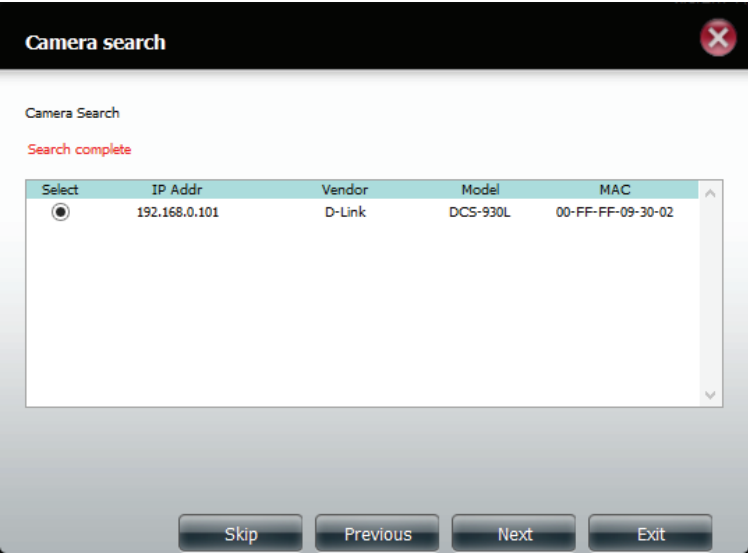 Camera search
Camera Search
Search complete
Select IP Addr Vendor Model MAC
192.168.0.101 D-Link DCS-930L 00-FF-FF-09-30-02
Skip Previous Next Exit